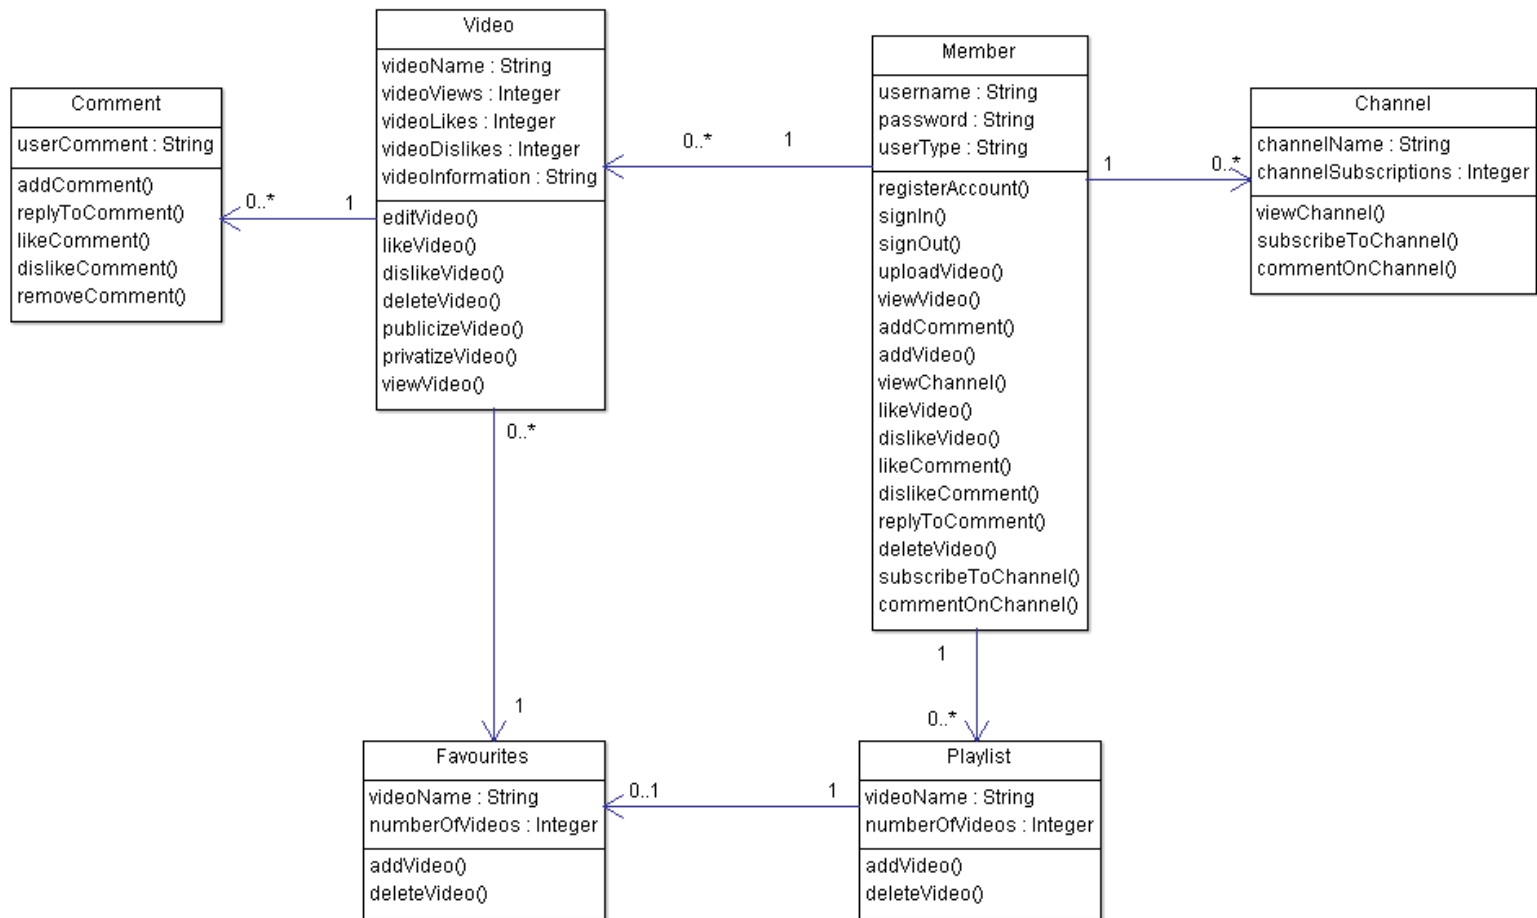 Video
videoName : String
videoViews : Integer
videoLikes : Integer
videoDislikes : Integer
videoInformation : String
editVideo()
likeVideo()
dislikeVideo()
deleteVideo()
publicizeVideo()
privatizeVideo()
viewVideo()
Member
username : String
password : String
userType : String
registerAccount()
signIn()
signOut()
uploadVideo()
viewVideo()
addComment()
addVideo()
viewChannel()
likeVideo()
dislikeVideo()
likeComment()
dislikeComment()
replyToComment()
deleteVideo()
subscribeToChannel()
commentOnChannel()
Comment
userComment : String
addComment()
replyToComment()
likeComment()
dislikeComment()
removeComment()
Channel
channelName : String
channelSubscriptions : Integer
viewChannel()
subscribeToChannel()
commentOnChannel()
0..* 1
0..* 1
1 0..*
0..*
1
1
0..*
Favourites
videoName : String
numberOfVideos : Integer
addVideo()
deleteVideo()
0..1 1
Playlist
videoName : String
numberOfVideos : Integer
addVideo()
deleteVideo()